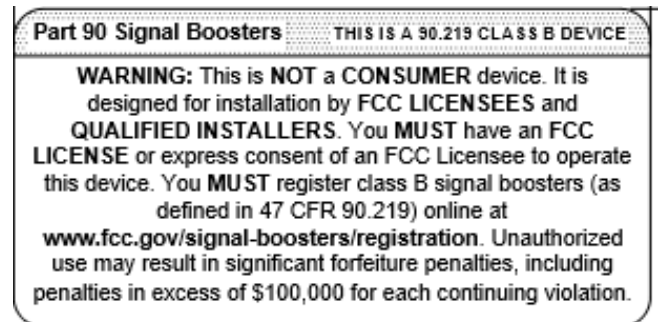 Part 90 Signal Boosters THIS IS A 90.219 CLASS B DEVICE
WARNING: This is NOT a CONSUMER device. It is
designed for installation by FCC LICENSEES and
QUALIFIED INSTALLERS. You MUST have an FCC
LICENSE or express consent of an FCC Licensee to operate
this device. You MUST register class B signal boosters (as
defined in 47 CFR 90.219) online at
www.fcc.gov/signal-boosters/registration. Unauthorized
use may result in significant forfeiture penalties, including
penalties in excess of $100,000 for each continuing violation.